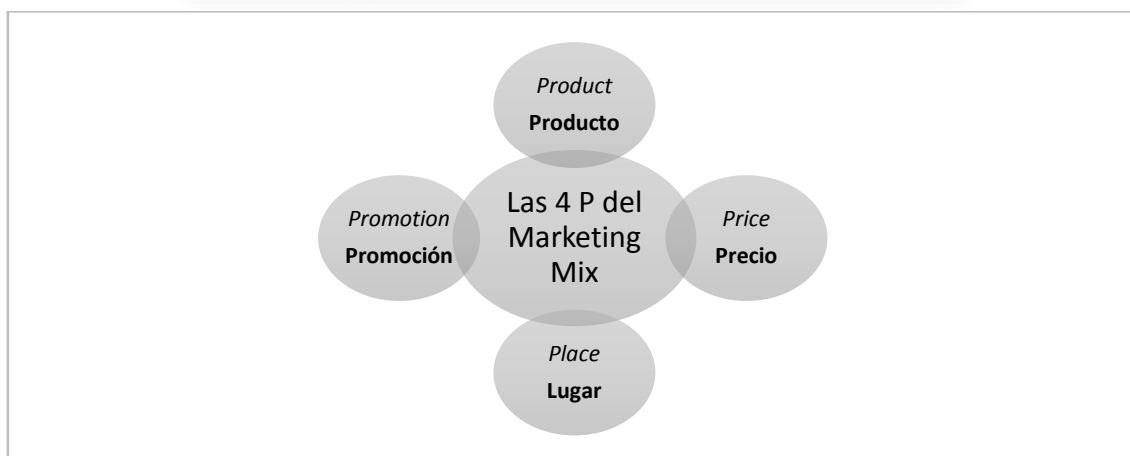 Product
Producto
Promotion
Promoción
Las 4 P del
Marketing
Mix
Price
Precio
Place
Lugar